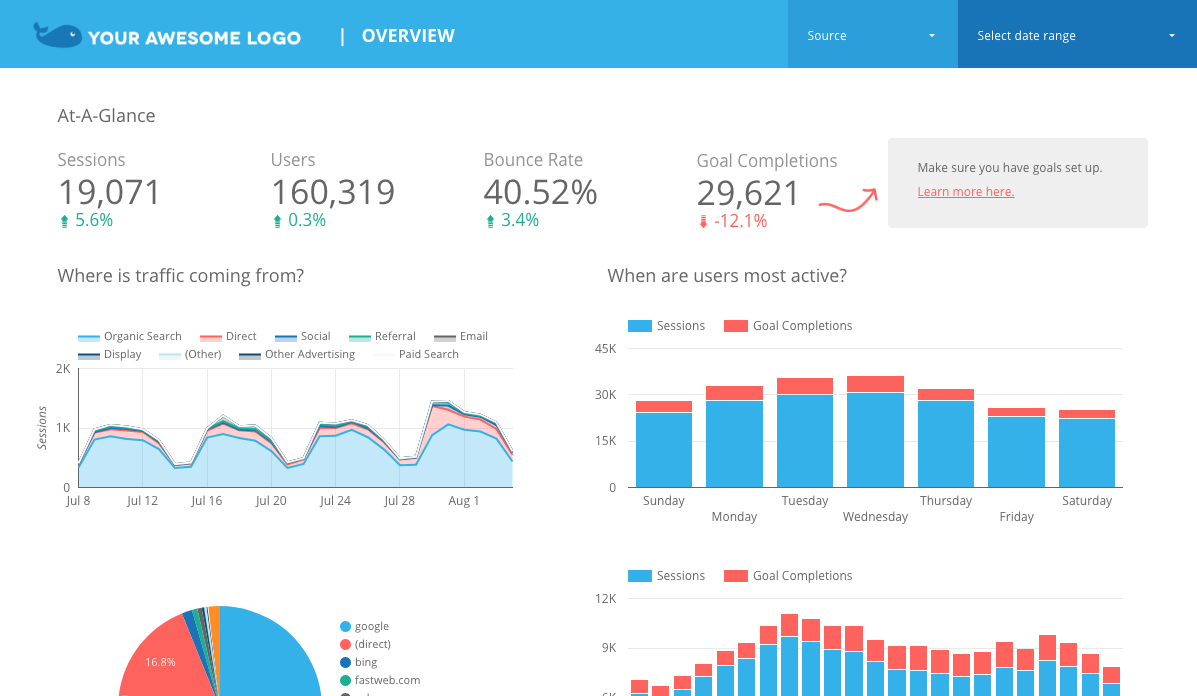 YOUR AWESOME LOGO | OVERVIEW
Source
Select date range
At-A-Glance
Sessions
19,071
5.6%
Users
160,319
0.3%
Bounce Rate
40.52%
3.4%
Goal Completions
29,621
-12.1%
Make sure you have goals set up.
Learn more here.
Where is traffic coming from?
Organic Search Direct Social Referral Email
Display (Other) Other Advertising Paid Search
2K
1K
0
Sessions
Jul 8 Jul 12 Jul 16 Jul 20 Jul 24 Jul 28 Aug 1
16.8%
google
(direct)
bing
fastweb.com
When are users most active?
Sessions Goal Completions
45K
30K
15K
0
Sunday Tuesday Thursday Saturday
Monday Wednesday Friday
Sessions Goal Completions
12K
9K